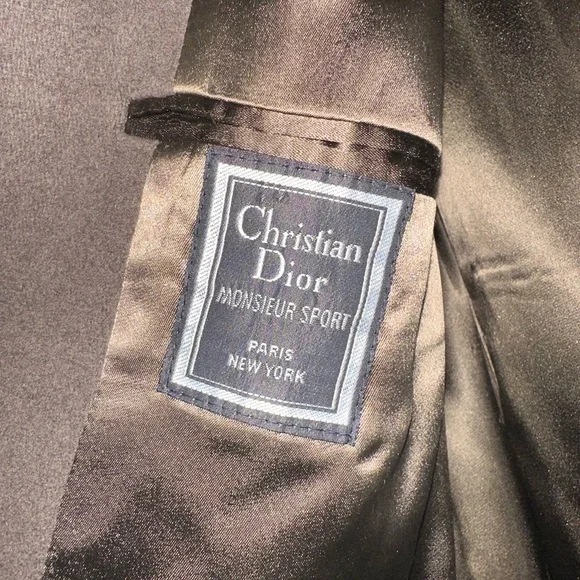 Christian
Dior
MONSIEUR SPORT
PARIS
NEW YORK